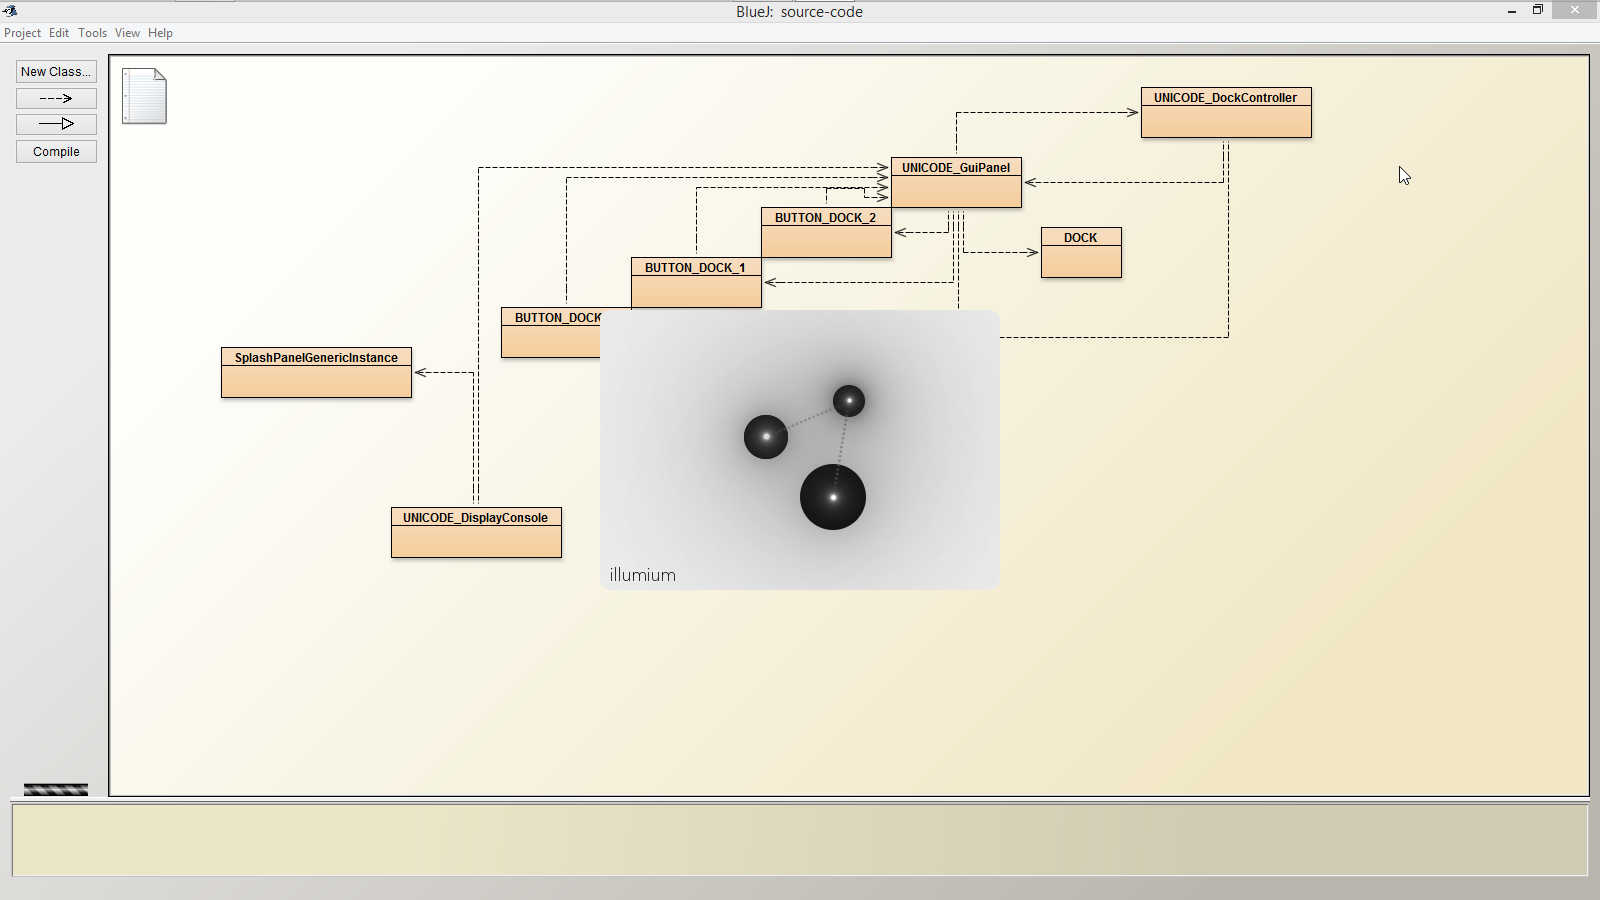 BlueJ: source-code
Project Edit Tools View Help
New Class...
Compile
UNICODE_DockController
UNICODE_GuiPanel
BUTTON_DOCK_2
DOCK
BUTTON_DOCK_1
BUTTON_DOCK
SplashPanelGenericInstance
UNICODE_DisplayConsole
illumium